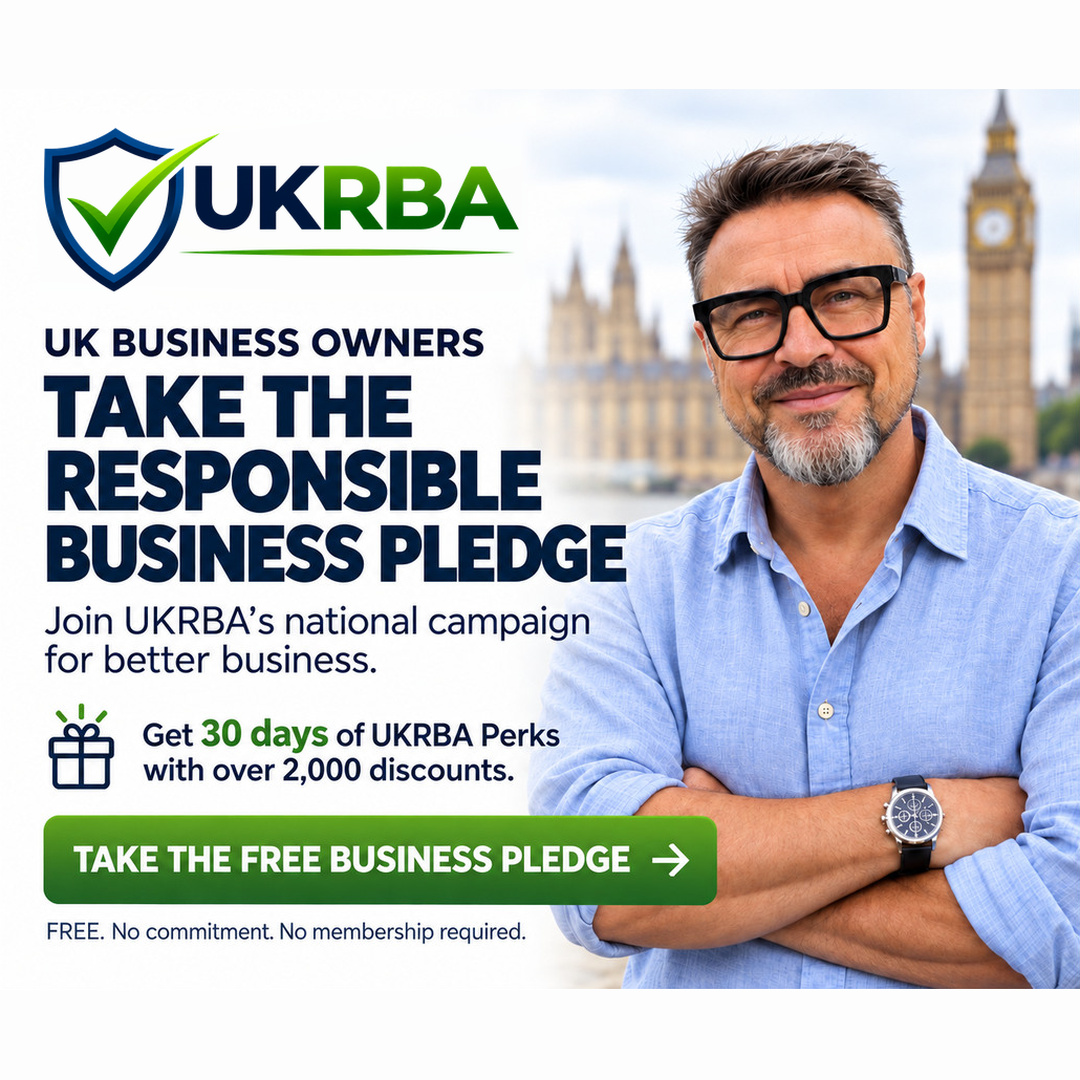 UKRBA
UK BUSINESS OWNERS
TAKE THE
RESPONSIBLE
BUSINESS PLEDGE
Join UKRBA's national campaign
for better business.
Get 30 days of UKRBA Perks
with over 2,000 discounts.
TAKE THE FREE BUSINESS PLEDGE →
FREE. No commitment. No membership required.